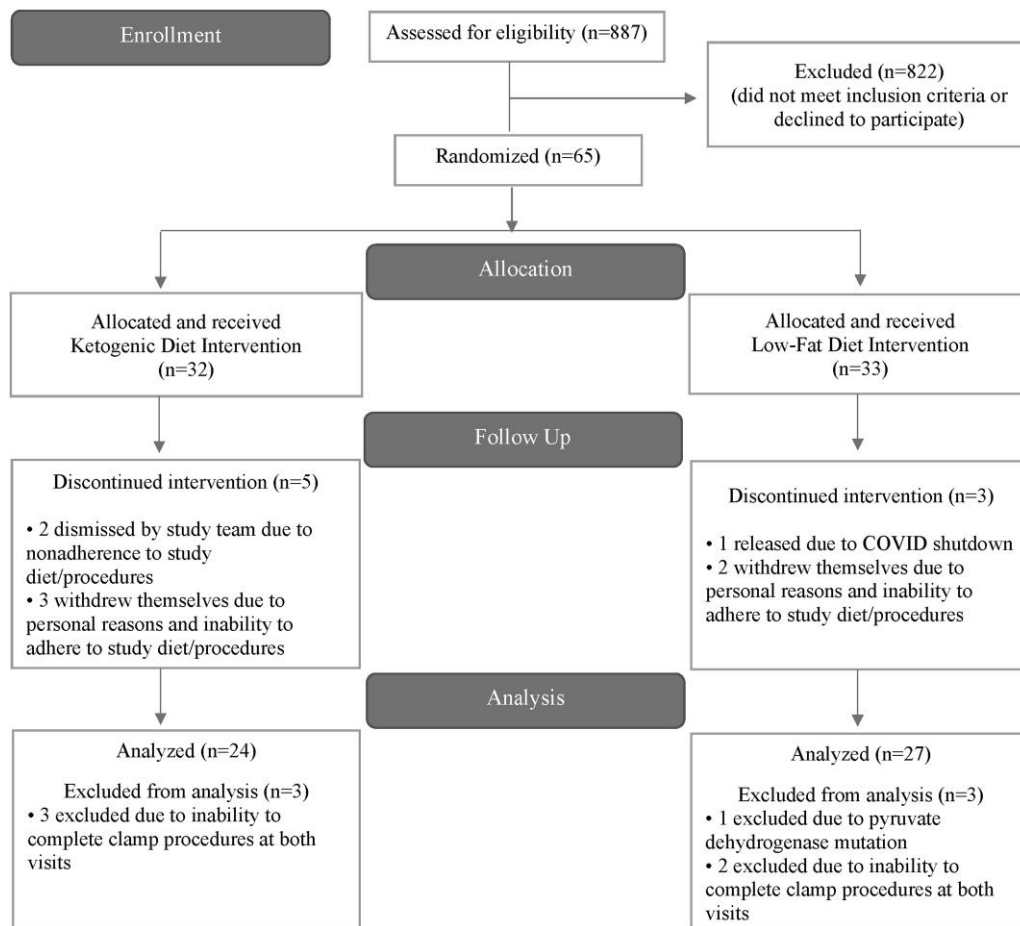 Enrollment
Assessed for eligibility (n=887)
Excluded (n=822)
(did not meet inclusion criteria or
declined to participate)
Randomized (n=65)
Allocation
Allocated and received
Ketogenic Diet Intervention
(n=32)
Allocated and received
Low-Fat Diet Intervention
(n=33)
Follow Up
Discontinued intervention (n=5)
• 2 dismissed by study team due to
nonadherence to study
diet/procedures
• 3 withdrew themselves due to
personal reasons and inability to
adhere to study diet/procedures
Discontinued intervention (n=3)
• 1 released due to COVID shutdown
• 2 withdrew themselves due to
personal reasons and inability to
adhere to study diet/procedures
Analysis
Analyzed (n=24)
Excluded from analysis (n=3)
• 3 excluded due to inability to
complete clamp procedures at both
visits
Analyzed (n=27)
Excluded from analysis (n=3)
• 1 excluded due to pyruvate
dehydrogenase mutation
• 2 excluded due to inability to
complete clamp procedures at both
visits